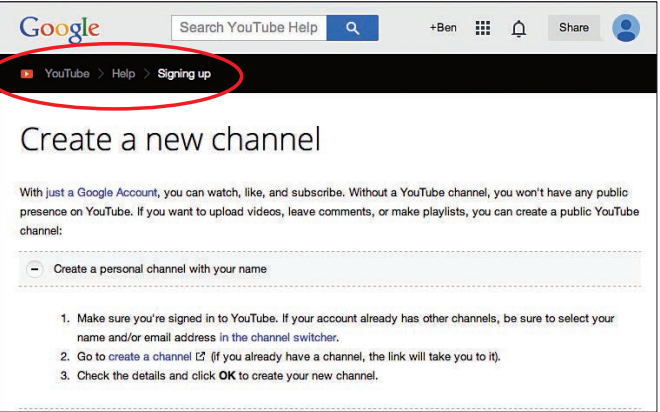 Google Search YouTube Help +Ben Share
YouTube > Help > Signing up
Create a new channel
With just a Google Account, you can watch, like, and subscribe. Without a YouTube channel, you won't have any public
presence on YouTube. If you want to upload videos, leave comments, or make playlists, you can create a public YouTube
channel:
Create a personal channel with your name
1. Make sure you're signed in to YouTube. If your account already has other channels, be sure to select your
name and/or email address in the channel switcher.
2. Go to create a channel (if you already have a channel, the link will take you to it).
3. Check the details and click OK to create your new channel.